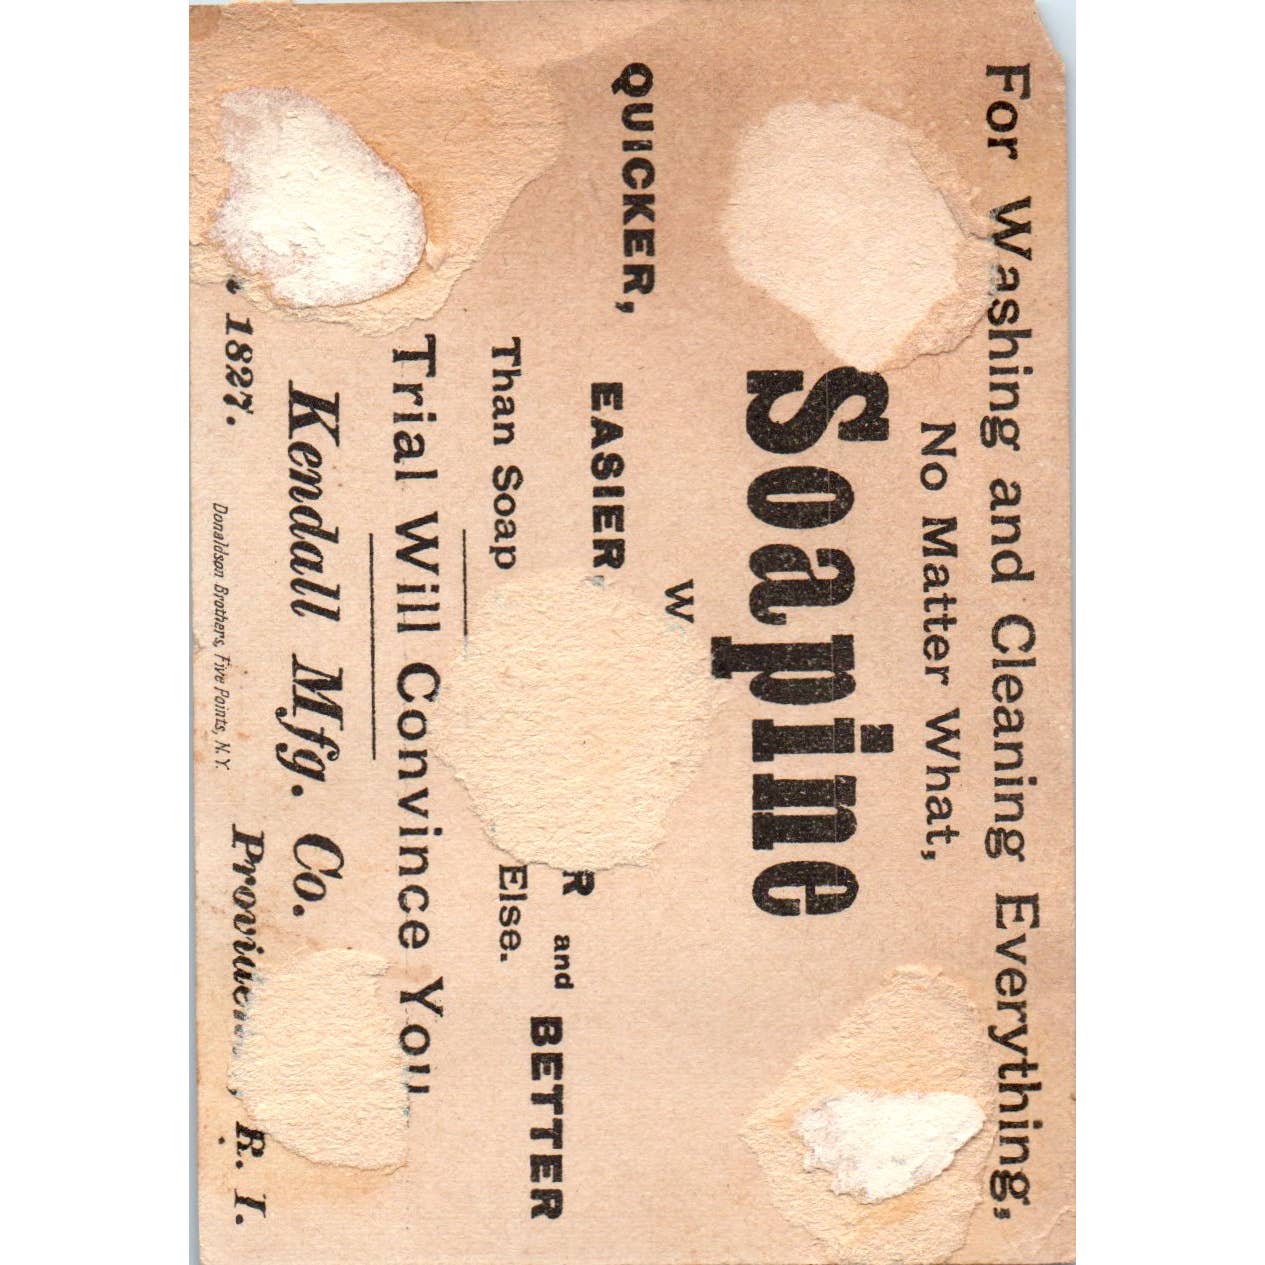 For Washing and Cleaning Everything,
No Matter What,
Soapine
W
QUICKER, EASIER R and BETTER
Than Soap Else.
Trial Will Convince You
Kendall Mfg. Co.
1827. R. I.
Donaldson Brothers, Five Points, N.Y.